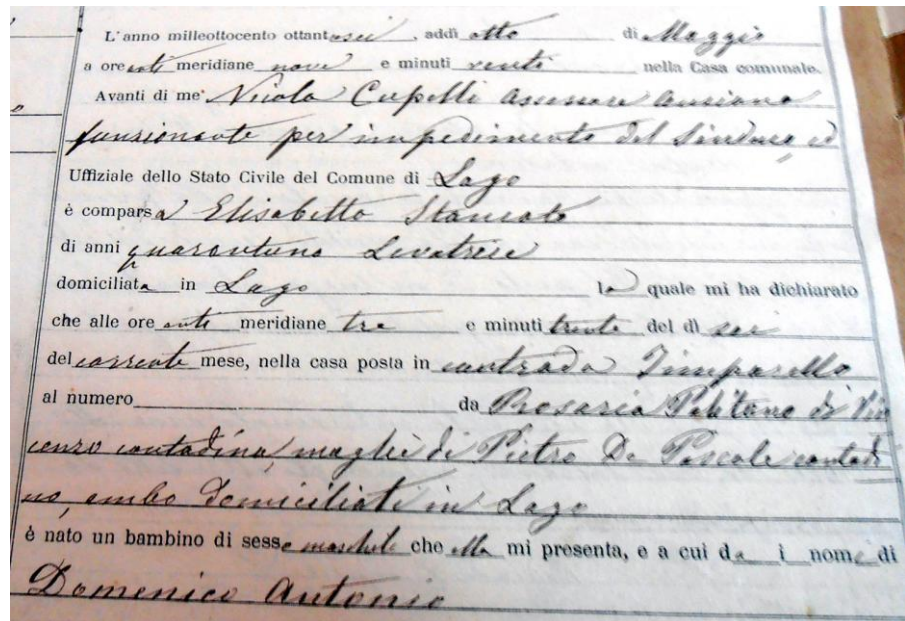 L'anno milleottocento ottantasei, addì otto di Maggio
a ore anti meridiane nove e minuti venti nella Casa comunale.
Avanti di me Nicola Cupelli Assessore Anziano
funzionante per impedimento del Sindaco ed
Uffiziale dello Stato Civile del Comune di Lago
è comparsa Elisabetta Stancate
di anni quarantuno Levatrice
domiciliata in Lago la quale mi ha dichiarato
che alle ore anti meridiane tre e minuti trenta del dì sei
del corrente mese, nella casa posta in contrada Timparello
al numero da Rosaria Politano di Vin
cenzo contadina, moglie di Pietro De Pascale contadi
no, ambo domiciliati in Lago
è nato un bambino di sesso maschile che ella mi presenta, e a cui da i nome di
Domenico Antonio